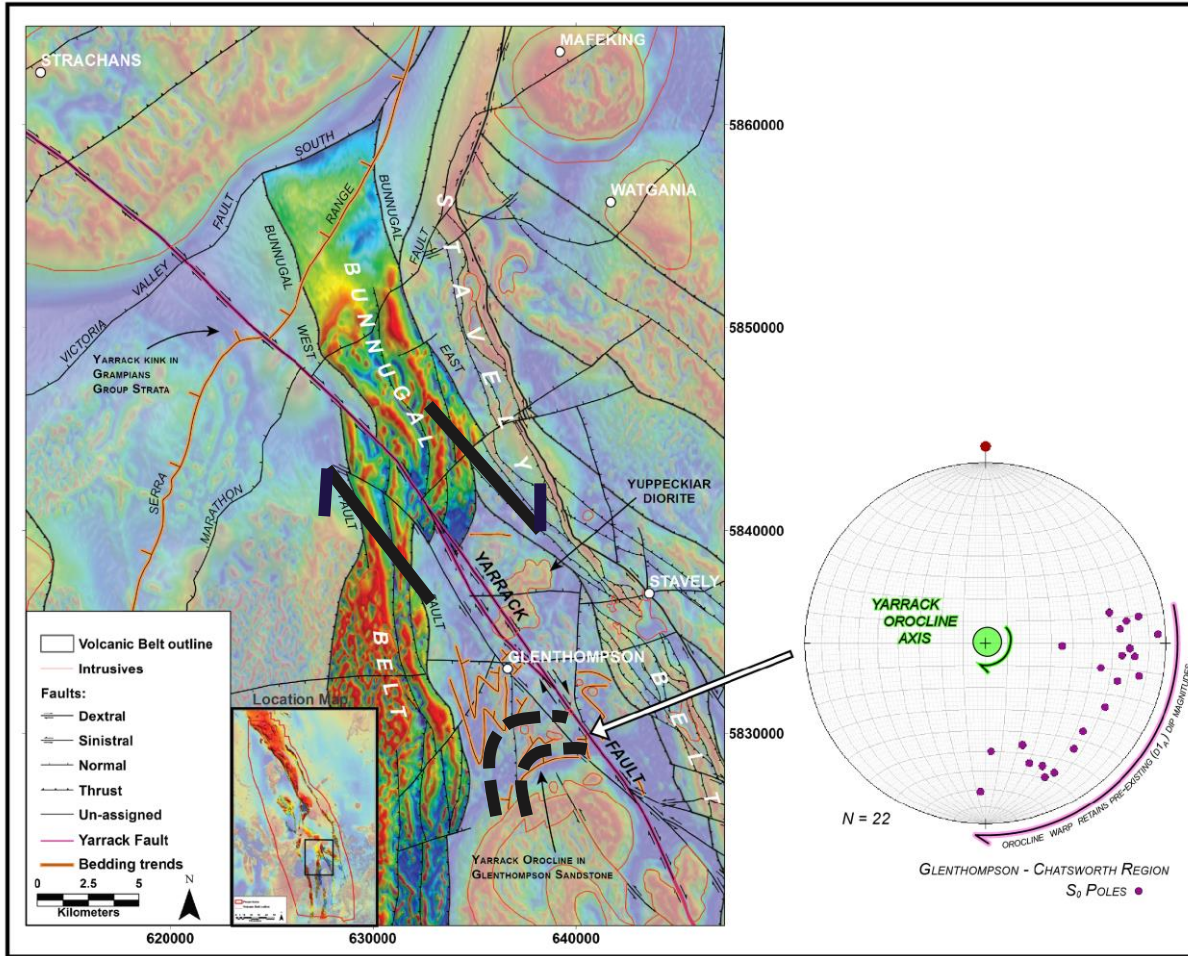 STRACHANS
MAFEKING
5860000
SOUTH
WATGANIA
FAULT
VALLEY
VICTORIA
RANGE
BUNNUGAL
BUNNUGAL
FAULT
STAVELY
BUNNUGAL
5850000
WEST
EAST
YARRACK KINK IN
GRAMPIANS
GROUP STRATA
SERRA
MARATHON
FAULT
YUPPECKIAR
DIORITE
5840000
YARRACK
FAULT
STAVELY
BELT
GLENTHOMPSON
BELT
FAULT
5830000
YARRACK OROCLINE IN
GLENTHOMPSON SANDSTONE
Volcanic Belt outline
Intrusives
Faults:
Dextral
Sinistral
Normal
Thrust
Un-assigned
Yarrack Fault
Bedding trends
0 2.5 5
Kilometers
N
Location Map
620000
630000
640000
YARRACK
OROCLINE
AXIS
OROCLINE WARP RETAINS PRE-EXISTING (D1A) DIP MAGNITUDES
N = 22
GLENTHOMPSON - CHATSWORTH REGION
S0 POLES